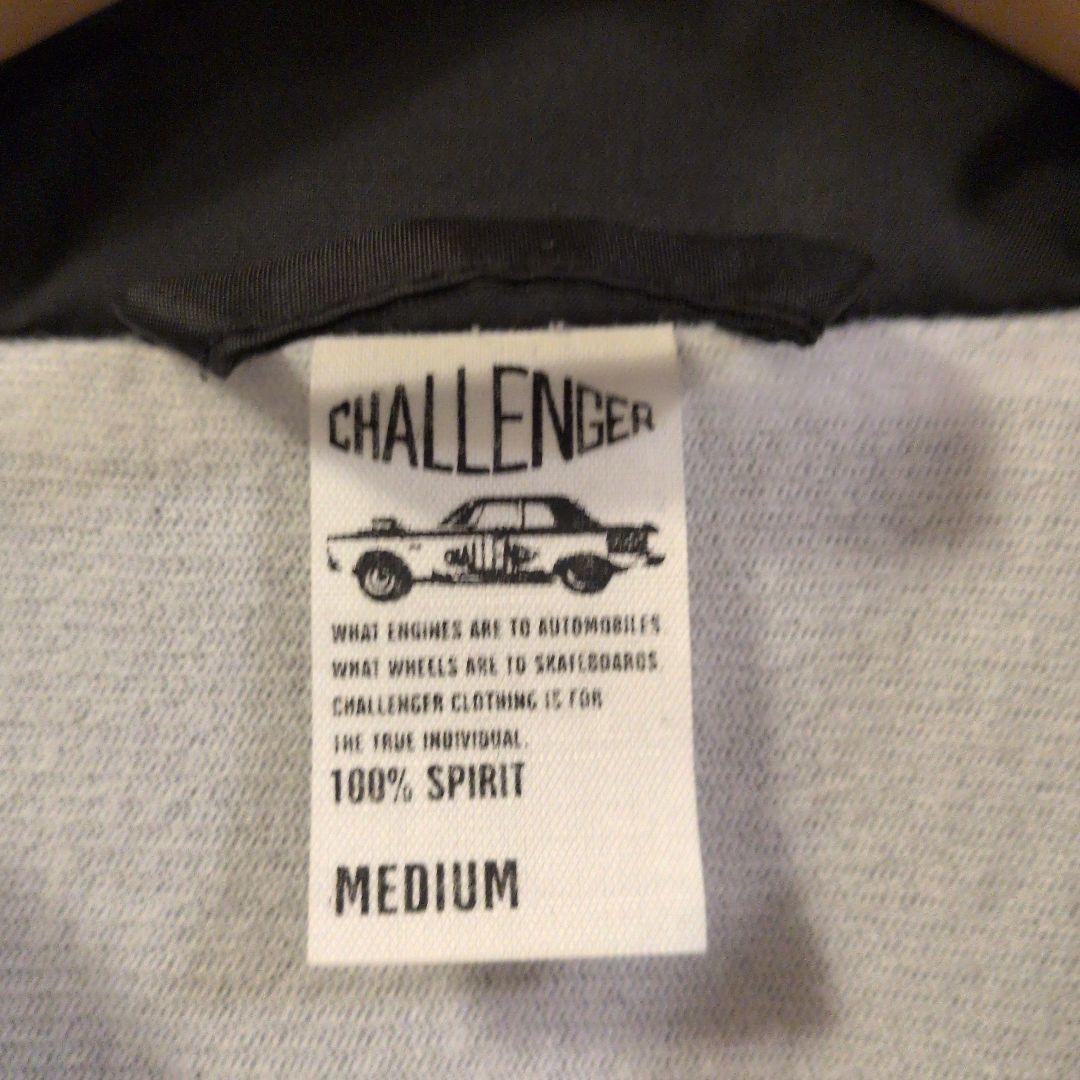 CHALLENGER
CHALLENGER
WHAT ENGINES ARE TO AUTOMOBILES
WHAT WHEELS ARE TO SKATEBOARDS
CHALLENGER CLOTHING IS FOR
THE TRUE INDIVIDUAL.
100% SPIRIT
MEDIUM